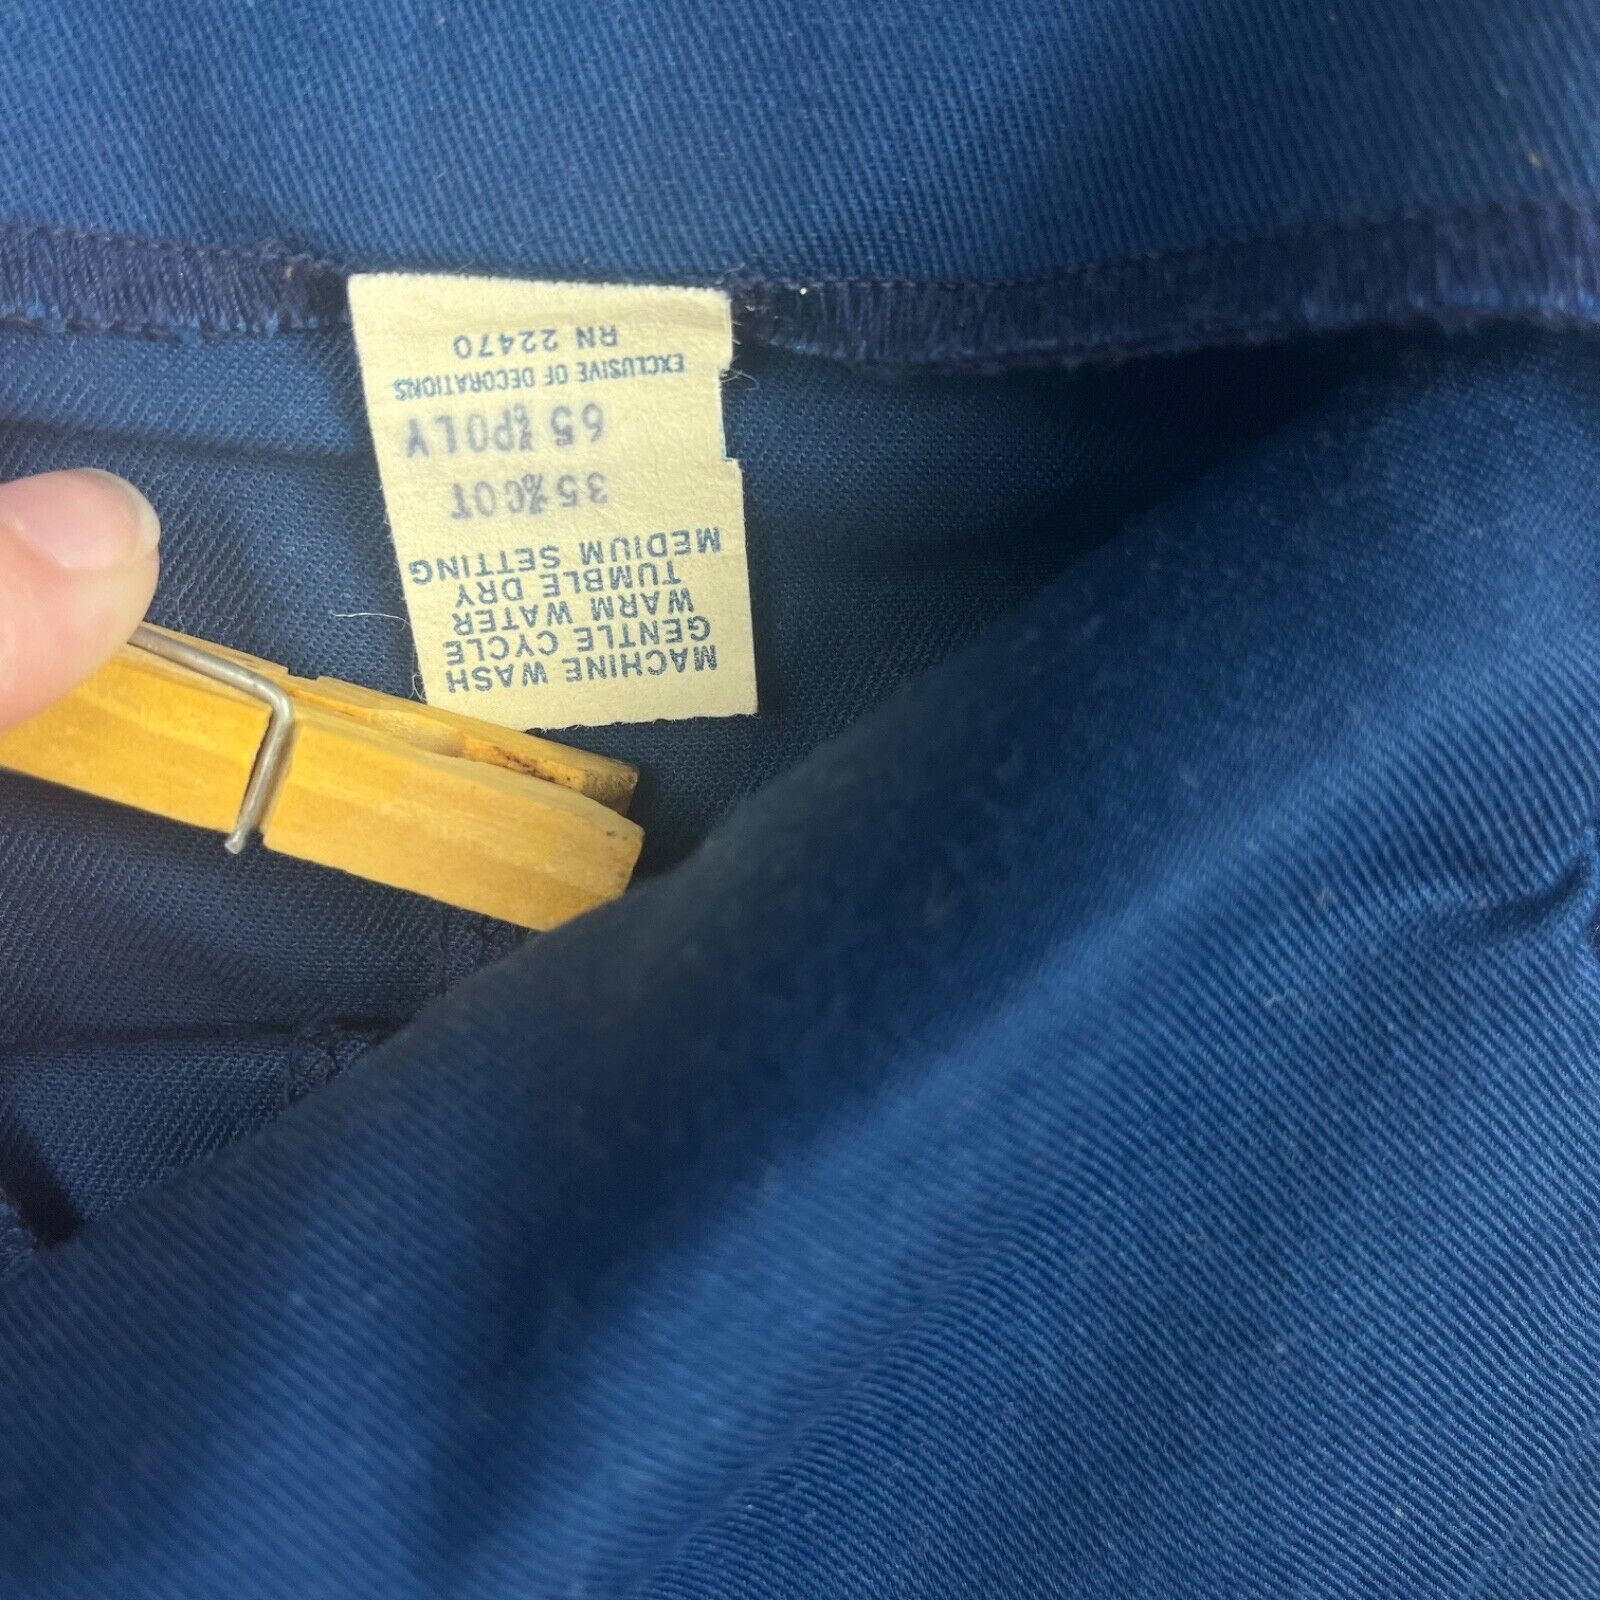 MACHINE WASH
GENTLE CYCLE
WARM WATER
TUMBLE DRY
MEDIUM SETTING
35%COT
65%POLY
EXCLUSIVE OF DECORATIONS
RN 22470